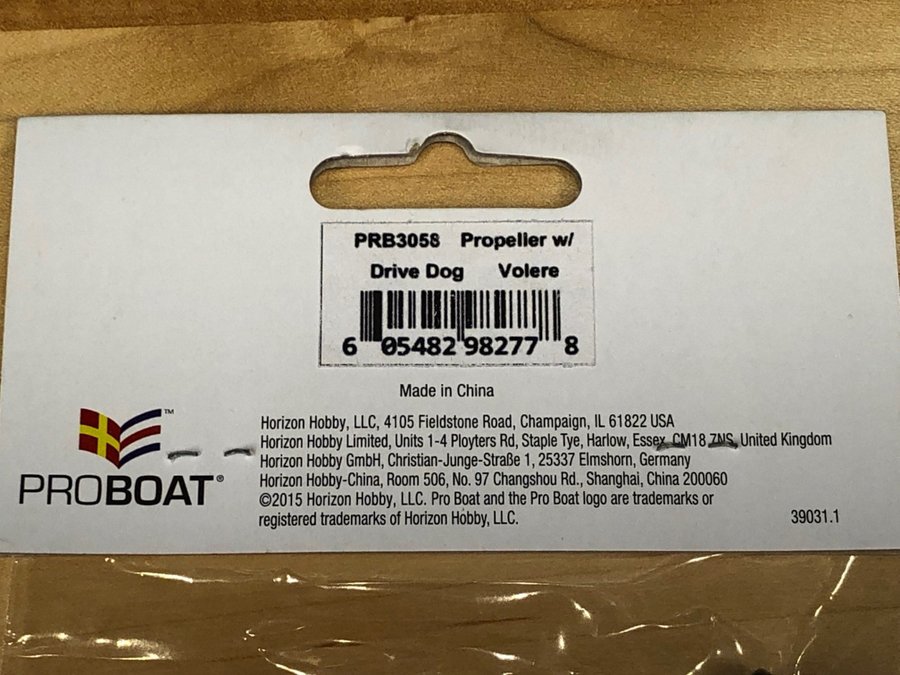 PRB3058 Propeller w/
Drive Dog Volere
6 05482 98277 8
Made in China
Horizon Hobby, LLC, 4105 Fieldstone Road, Champaign, IL 61822 USA
Horizon Hobby Limited, Units 1-4 Ployters Rd, Staple Tye, Harlow, Essex CM18 7NS, United Kingdom
Horizon Hobby GmbH, Christian-Junge-Straße 1, 25337 Elmshorn, Germany
Horizon Hobby-China, Room 506, No. 97 Changshou Rd., Shanghai, China 200060
©2015 Horizon Hobby, LLC. Pro Boat and the Pro Boat logo are trademarks or
registered trademarks of Horizon Hobby, LLC.
39031.1
™
PROBOAT®